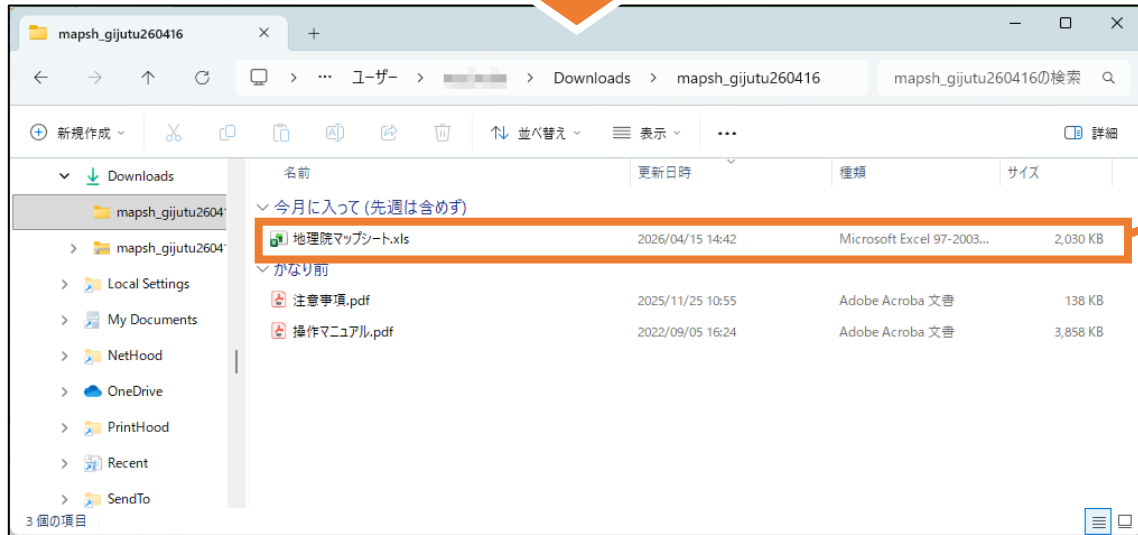 mapsh_gijutu260416
… ユーザー > > Downloads > mapsh_gijutu260416 mapsh_gijutu260416の検索
新規作成 並べ替え 表示 … 詳細
Downloads
mapsh_gijutu2604
mapsh_gijutu2604
Local Settings
My Documents
NetHood
OneDrive
PrintHood
Recent
SendTo
名前 更新日時 種類 サイズ
今月に入って (先週は含めず)
地理院マップシート.xls 2026/04/15 14:42 Microsoft Excel 97-2003... 2,030 KB
かなり前
注意事項.pdf 2025/11/25 10:55 Adobe Acroba 文書 138 KB
操作マニュアル.pdf 2022/09/05 16:24 Adobe Acroba 文書 3,858 KB
3 個の項目